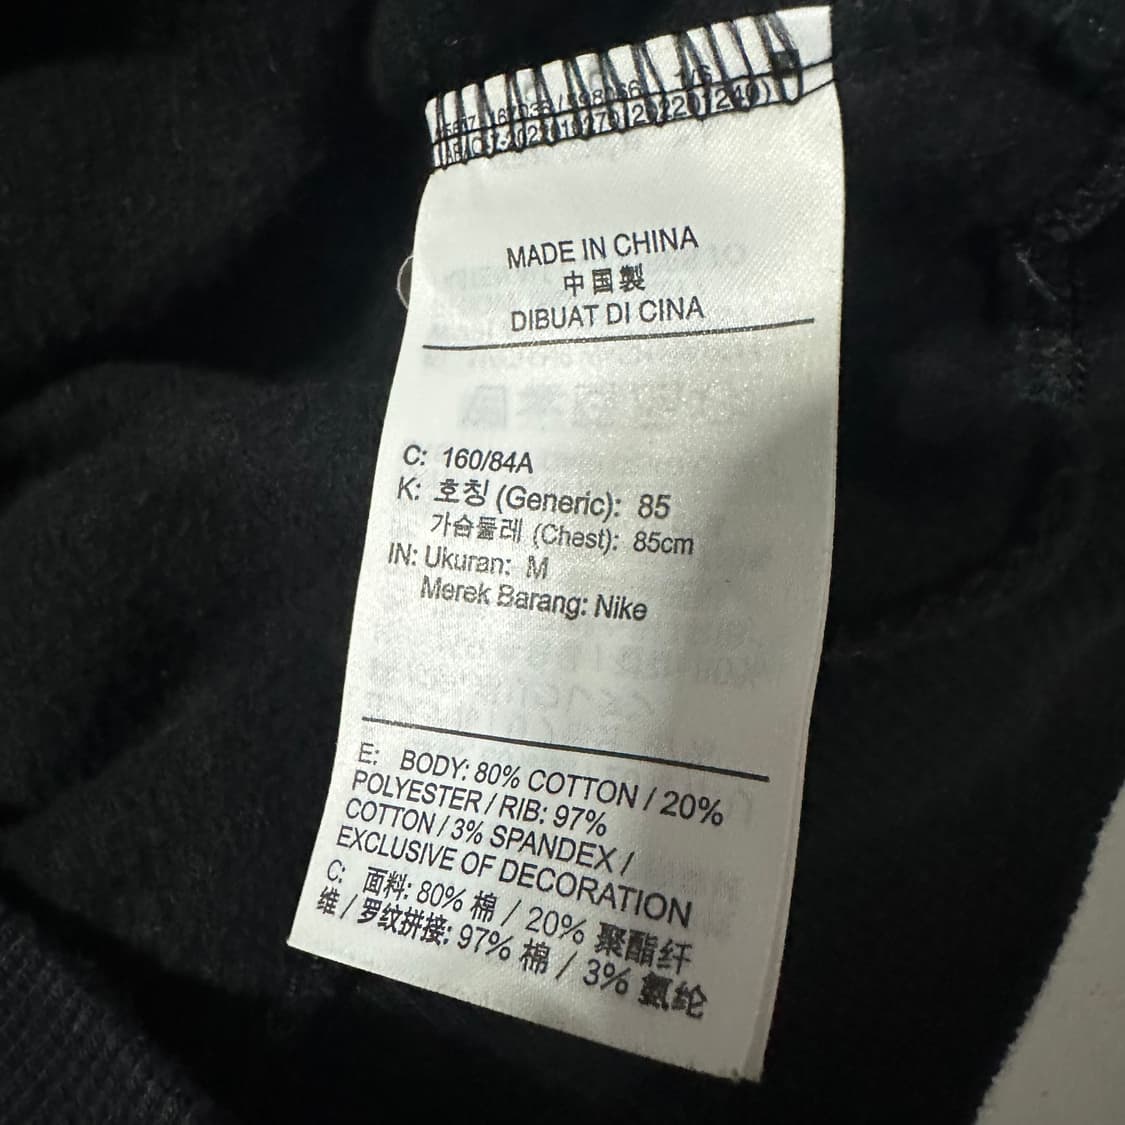 1/6
MADE IN CHINA
中国製
DIBUAT DI CINA
C: 160/84A
K: 호칭 (Generic): 85
가슴둘레 (Chest): 85cm
IN: Ukuran: M
Merek Barang: Nike
E: BODY: 80% COTTON / 20%
POLYESTER / RIB: 97%
COTTON / 3% SPANDEX /
EXCLUSIVE OF DECORATION
C: 面料: 80% 棉 / 20% 聚酯纤
维 / 罗纹拼接: 97% 棉 / 3% 氨纶